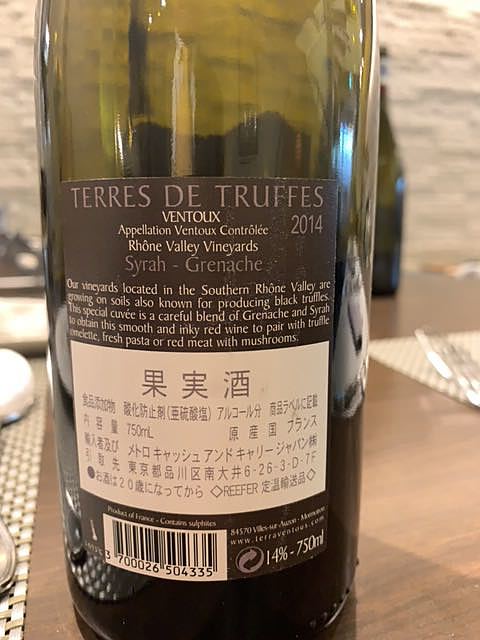 TERRES DE TRUFFES
VENTOUX
2014
Appellation Ventoux Contrôlée
Rhône Valley Vineyards
Syrah - Grenache
Our vineyards located in the Southern Rhône Valley are
growing on soils also known for producing black truffles.
This special cuvée is a careful blend of Grenache and Syrah
to obtain this smooth and inky red wine to pair with truffle
omelette, fresh pasta or red meat with mushrooms.
果実酒
食品添加物 酸化防止剤(亜硫酸塩) アルコール分 商品ラベルに記載
内容量 750mL 原産国 フランス
輸入者及び メトロ キャッシュ アンド キャリー ジャパン㈱
引取先 東京都品川区南大井6-26-3-D-7F
●お酒は20歳になってから ◇REEFER 定温輸送品◇
Product of France - Contains sulphites
84570 Villes-sur-Auzon - Mormoiron
www.terraventoux.com
14% - 750ml
3 700026 504335